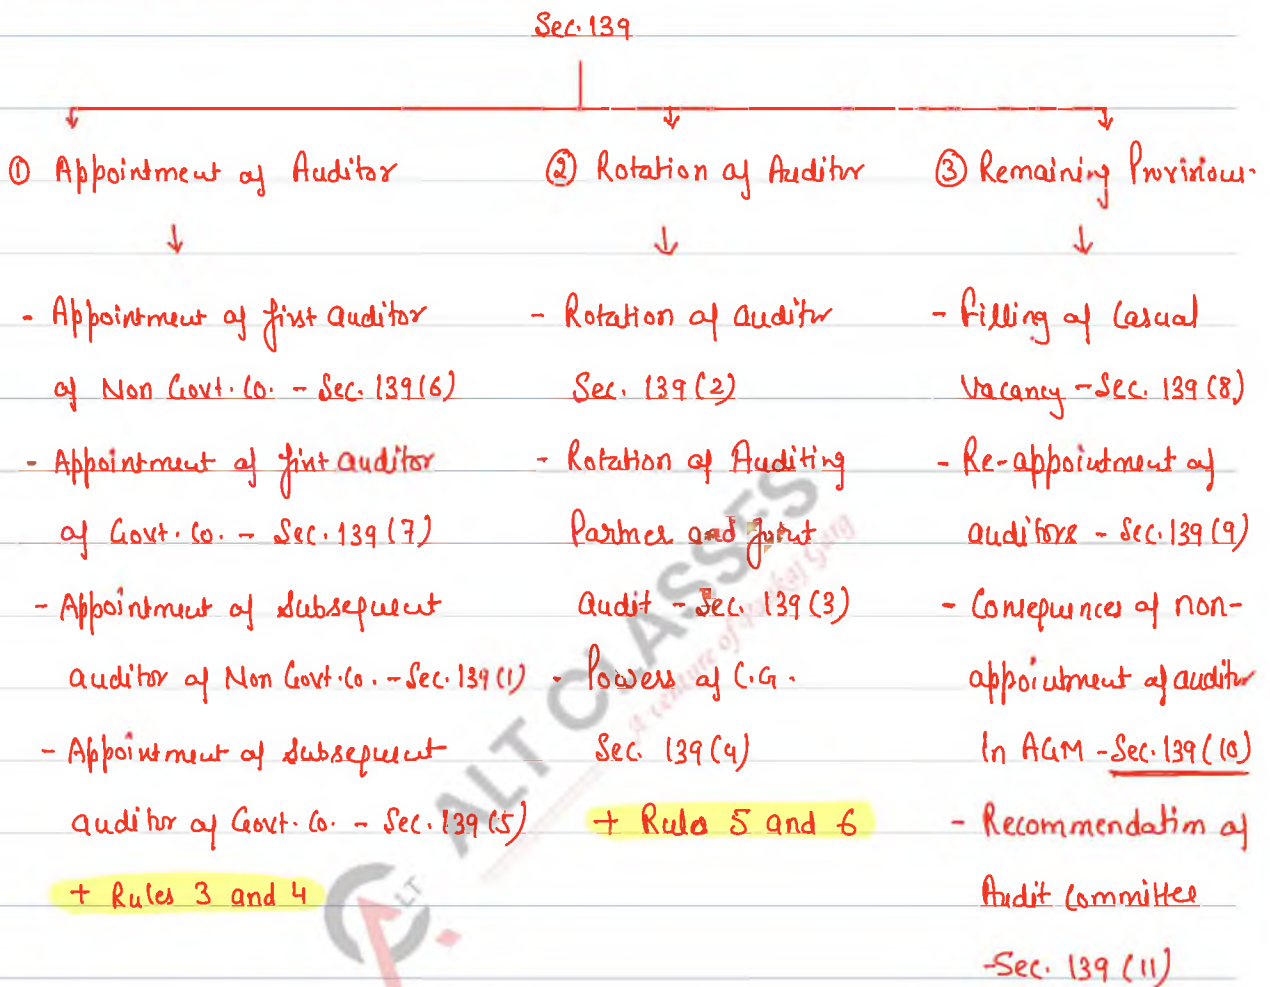 Sec. 139
① Appointment of Auditor
② Rotation of Auditor
③ Remaining Provisions.
- Appointment of first auditor
of Non Govt. Co. - Sec. 139(6)
- Appointment of first auditor
of Govt. Co. - Sec. 139(7)
- Appointment of Subsequent
auditor of Non Govt. Co. - Sec. 139(1)
- Appointment of Subsequent
auditor of Govt. Co. - Sec. 139(5)
+ Rules 3 and 4
- Rotation of auditor
Sec. 139(2)
- Rotation of Auditing
Partner and Joint
audit - Sec. 139(3)
- Powers of C.G.
Sec. 139(4)
+ Rules 5 and 6
- Filling of Casual
Vacancy - Sec. 139(8)
- Re-appointment of
auditors - Sec. 139(9)
- Consequences of non-
appointment of auditor
In AGM - Sec. 139(10)
- Recommendation of
Audit Committee
- Sec. 139(11)
ALT CLASSES
A venture of Pankaj Garg
ALT